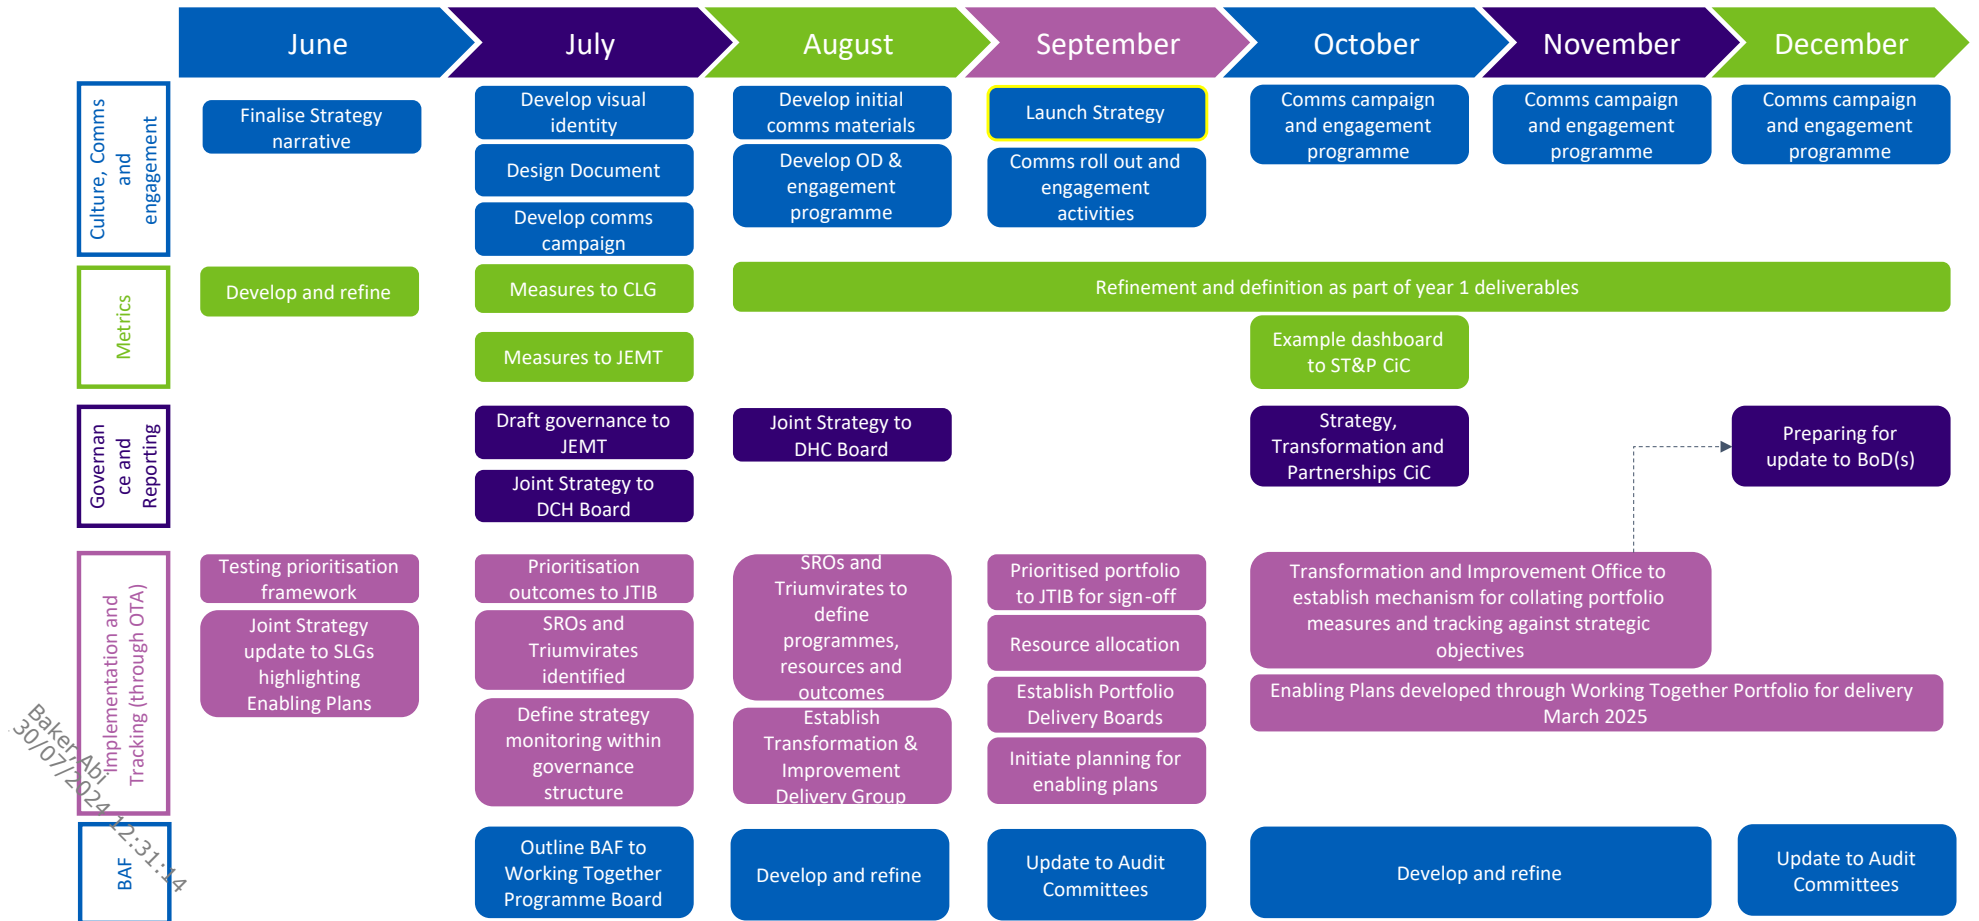 June
July
August
September
October
November
December
Culture, Comms
and
engagement
Finalise Strategy
narrative
Develop visual
identity
Design Document
Develop comms
campaign
Develop initial
comms materials
Develop OD &
engagement
programme
Launch Strategy
Comms roll out and
engagement
activities
Comms campaign
and engagement
programme
Comms campaign
and engagement
programme
Comms campaign
and engagement
programme
Metrics
Develop and refine
Measures to CLG
Measures to JEMT
Refinement and definition as part of year 1 deliverables
Example dashboard
to ST&P CiC
Governan
ce and
Reporting
Draft governance to
JEMT
Joint Strategy to
DCH Board
Joint Strategy to
DHC Board
Strategy,
Transformation and
Partnerships CiC
Preparing for
update to BoD(s)
Implementation and
Tracking (through OTA)
Testing prioritisation
framework
Joint Strategy
update to SLGs
highlighting
Enabling Plans
Prioritisation
outcomes to JTIB
SROs and
Triumvirates
identified
Define strategy
monitoring within
governance
structure
SROs and
Triumvirates to
define
programmes,
resources and
outcomes
Establish
Transformation &
Improvement
Delivery Group
Prioritised portfolio
to JTIB for sign-off
Resource allocation
Establish Portfolio
Delivery Boards
Initiate planning for
enabling plans
Transformation and Improvement Office to
establish mechanism for collating portfolio
measures and tracking against strategic
objectives
Enabling Plans developed through Working Together Portfolio for delivery
March 2025
BAF
Outline BAF to
Working Together
Programme Board
Develop and refine
Update to Audit
Committees
Develop and refine
Update to Audit
Committees
Baker, Abi
30/07/2024 12:31:14